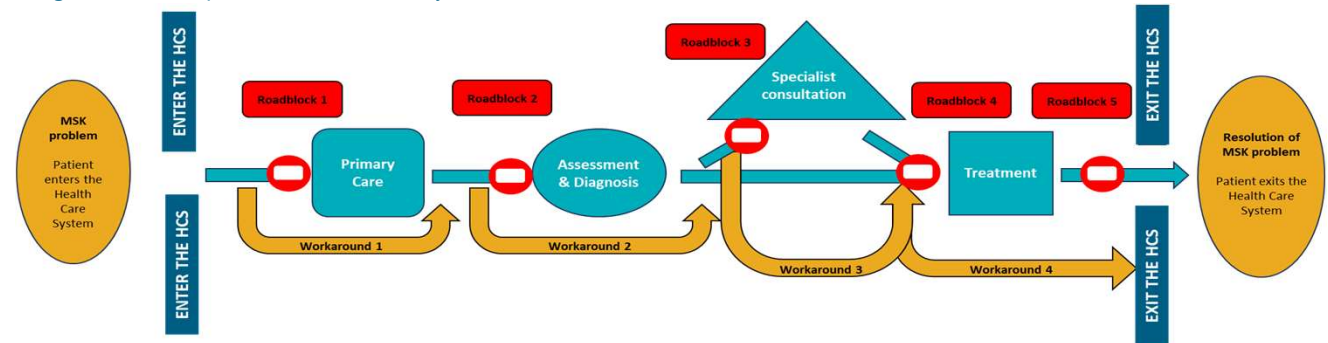 MSK
problem
Patient
enters the
Health
Care
System
ENTER THE HCS
ENTER THE HCS
Roadblock 1
Primary
Care
Workaround 1
Roadblock 2
Assessment
& Diagnosis
Workaround 2
Roadblock 3
Specialist
consultation
Workaround 3
Roadblock 4
Treatment
Workaround 4
Roadblock 5
EXIT THE HCS
EXIT THE HCS
Resolution of
MSK problem
Patient exits the
Health Care
System